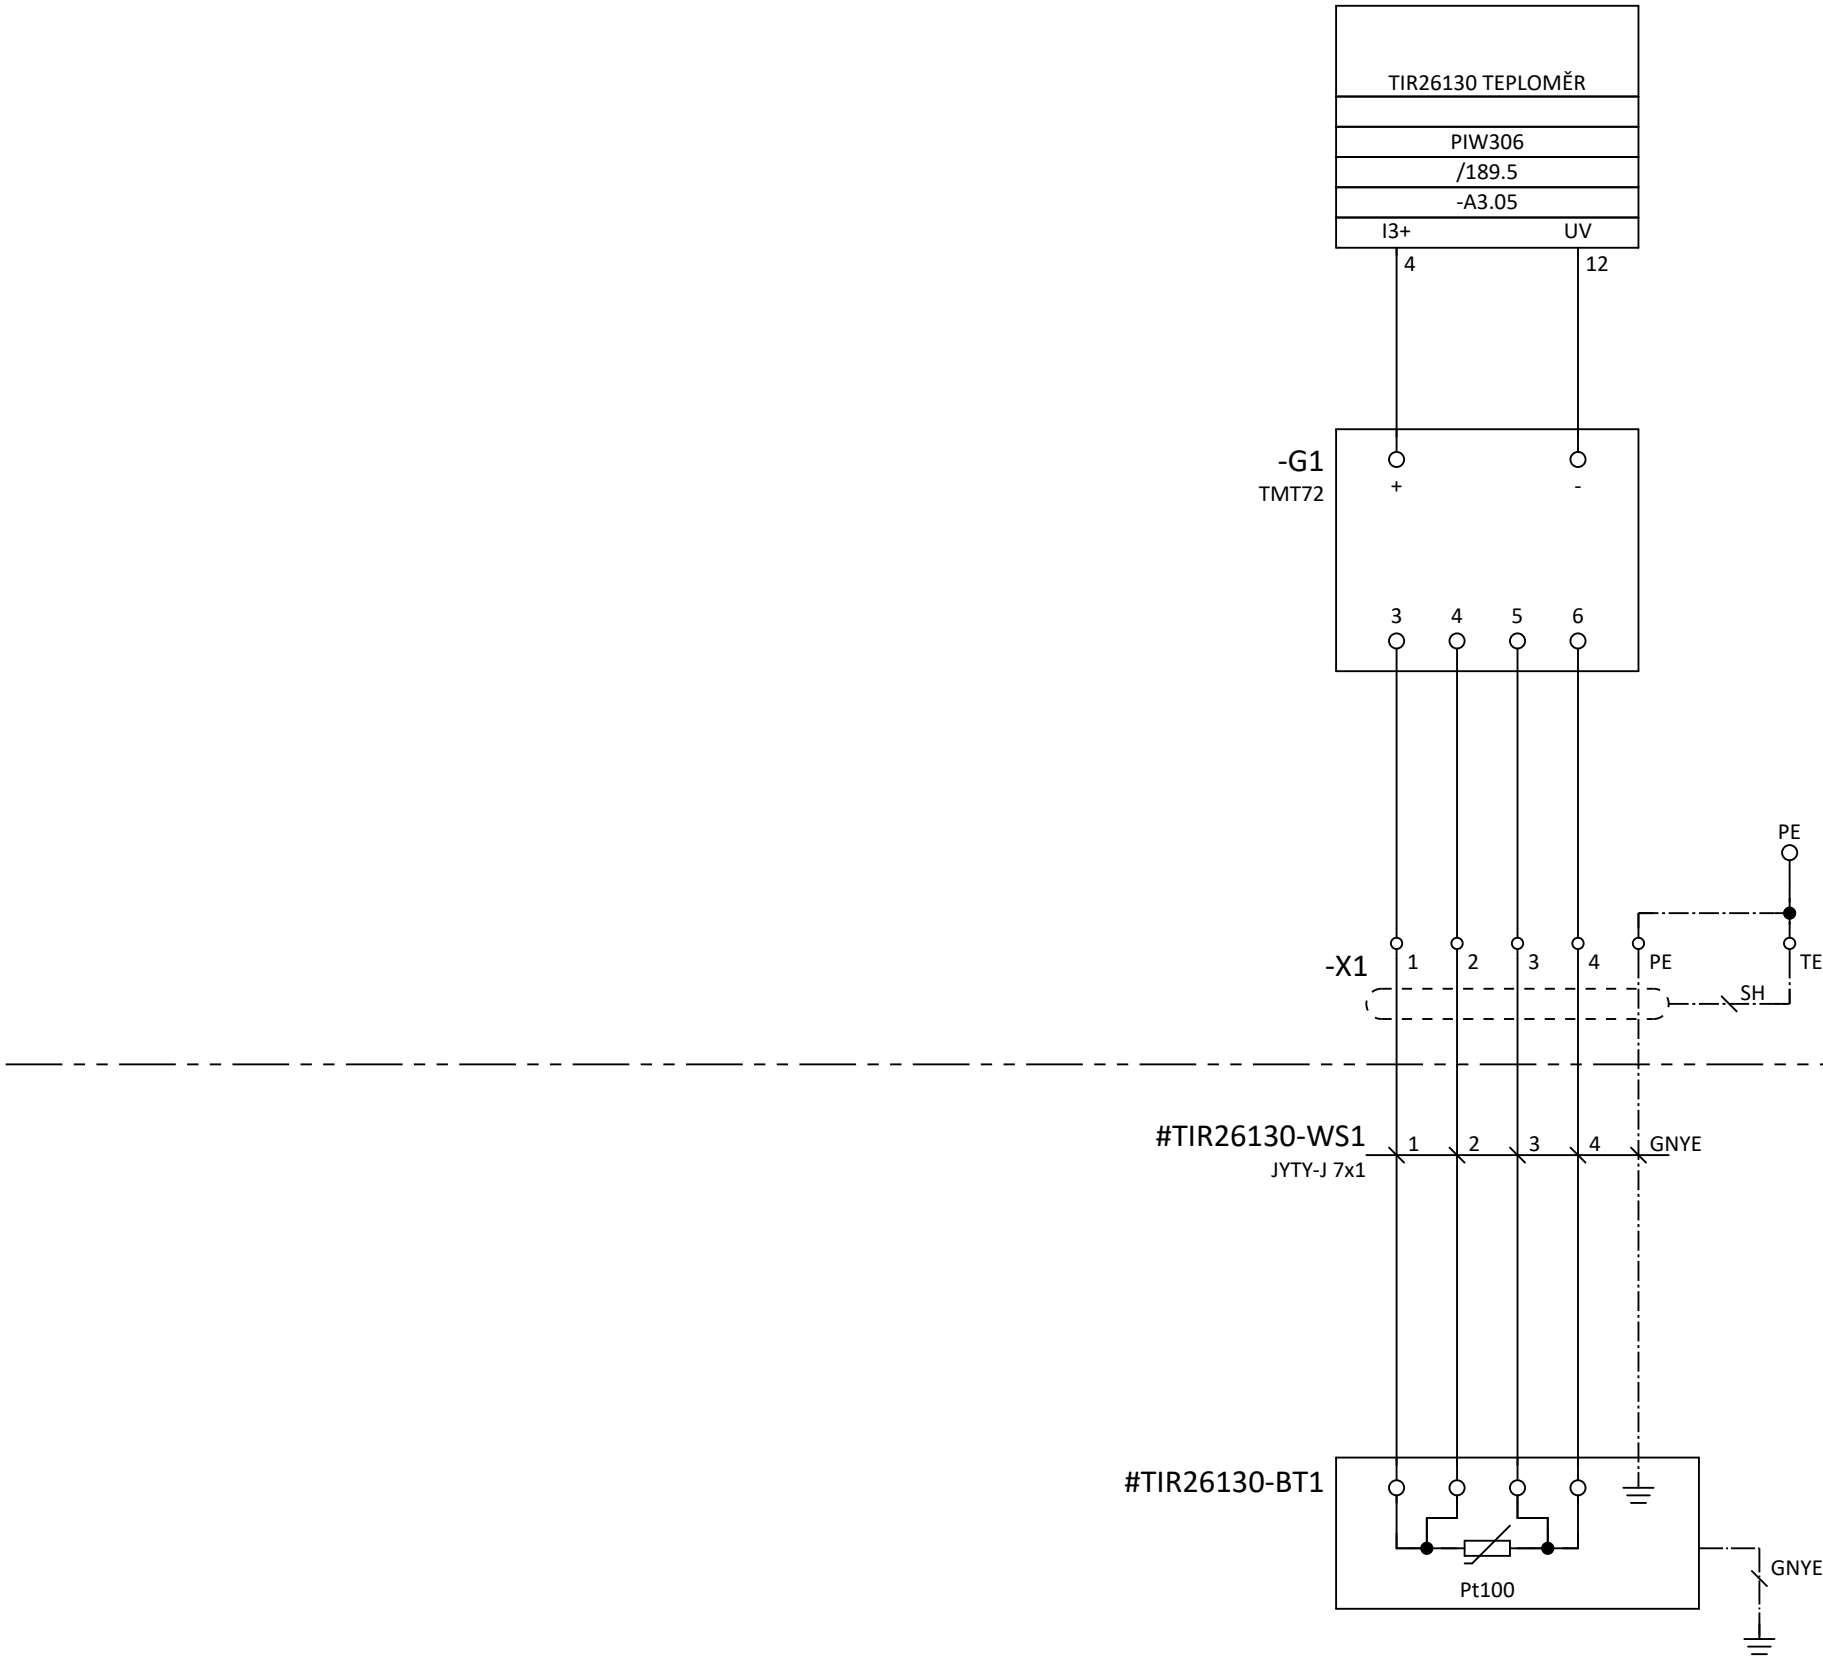 TIR26130 TEPLOMĚR
PIW306
/189.5
-A3.05
I3+ UV
4 12
-G1
TMT72
+ -
3 4 5 6
PE
-X1 1 2 3 4 PE TE
SH
#TIR26130-WS1 1 2 3 4 GNYE
JYTY-J 7x1
#TIR26130-BT1
Pt100
GNYE